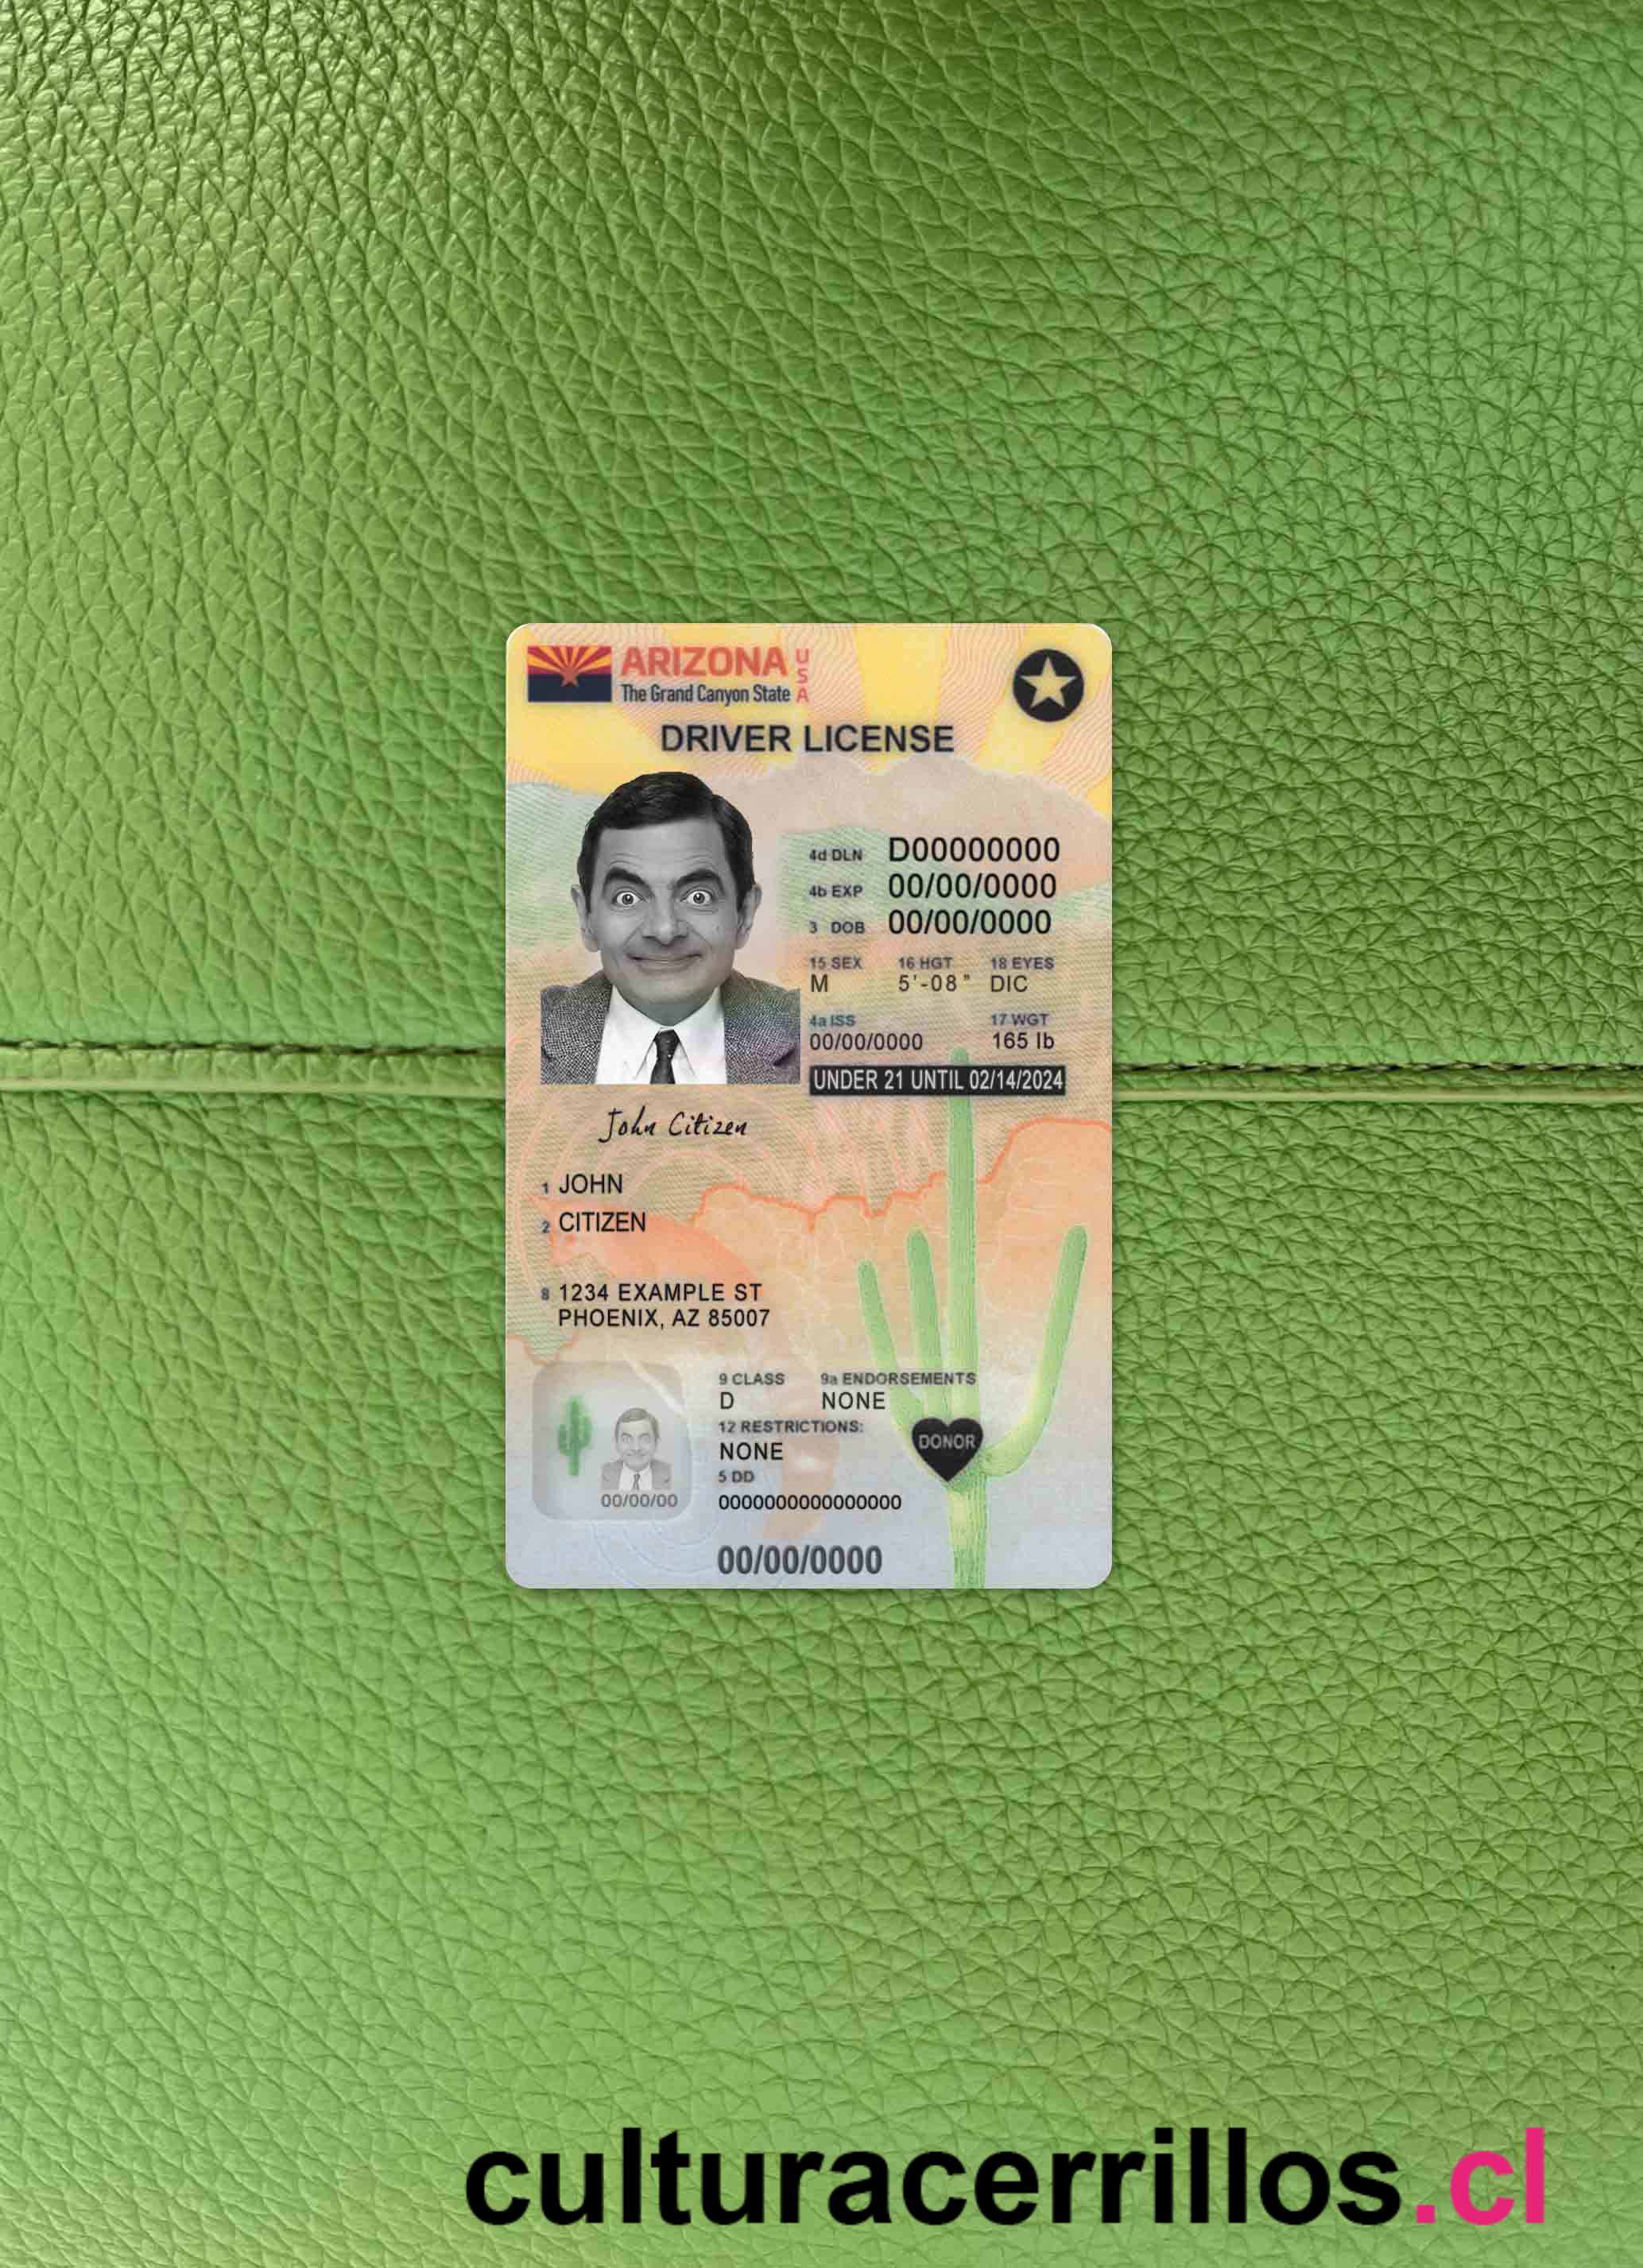 ARIZONA USA
The Grand Canyon State
DRIVER LICENSE
4d DLN D00000000
4b EXP 00/00/0000
3 DOB 00/00/0000
15 SEX 16 HGT 18 EYES
M 5'-08" DIC
4a ISS 17 WGT
00/00/0000 165 lb
UNDER 21 UNTIL 02/14/2024
John Citizen
1 JOHN
2 CITIZEN
8 1234 EXAMPLE ST
PHOENIX, AZ 85007
9 CLASS 9a ENDORSEMENTS
D NONE
12 RESTRICTIONS:
NONE
DONOR
5 DD
0000000000000000
00/00/00
00/00/0000
culturacerrillos.cl